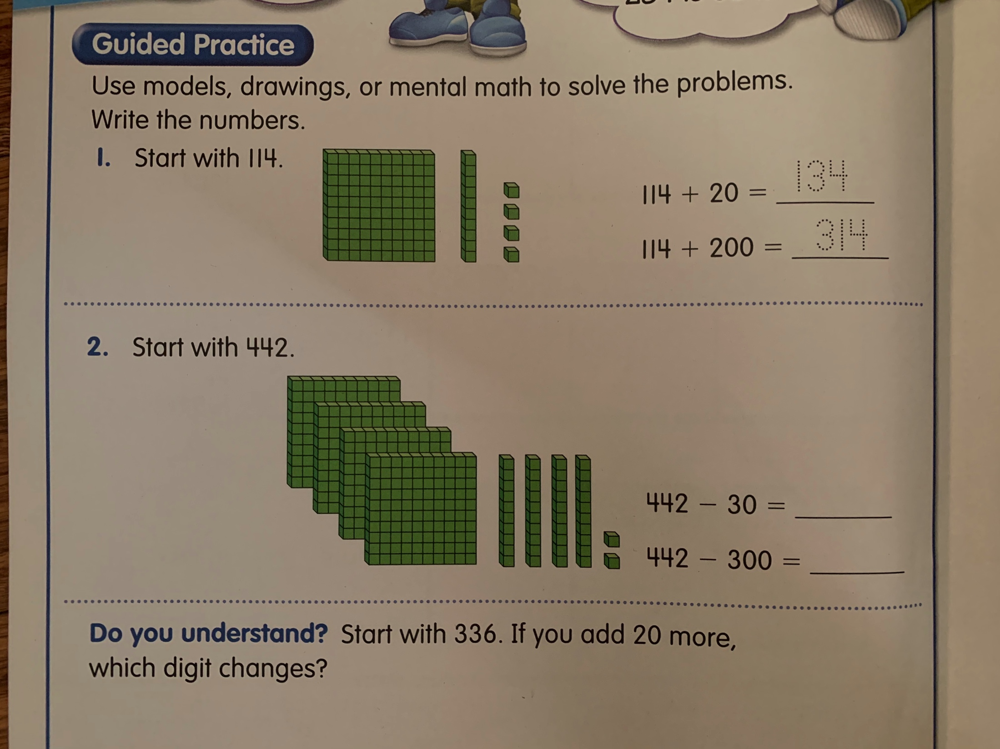 Guided Practice
Use models, drawings, or mental math to solve the problems.
Write the numbers.
1. Start with 114.
114 + 20 = 134
114 + 200 = 314
2. Start with 442.
442 − 30 = ______
442 − 300 = ______
Do you understand? Start with 336. If you add 20 more,
which digit changes?